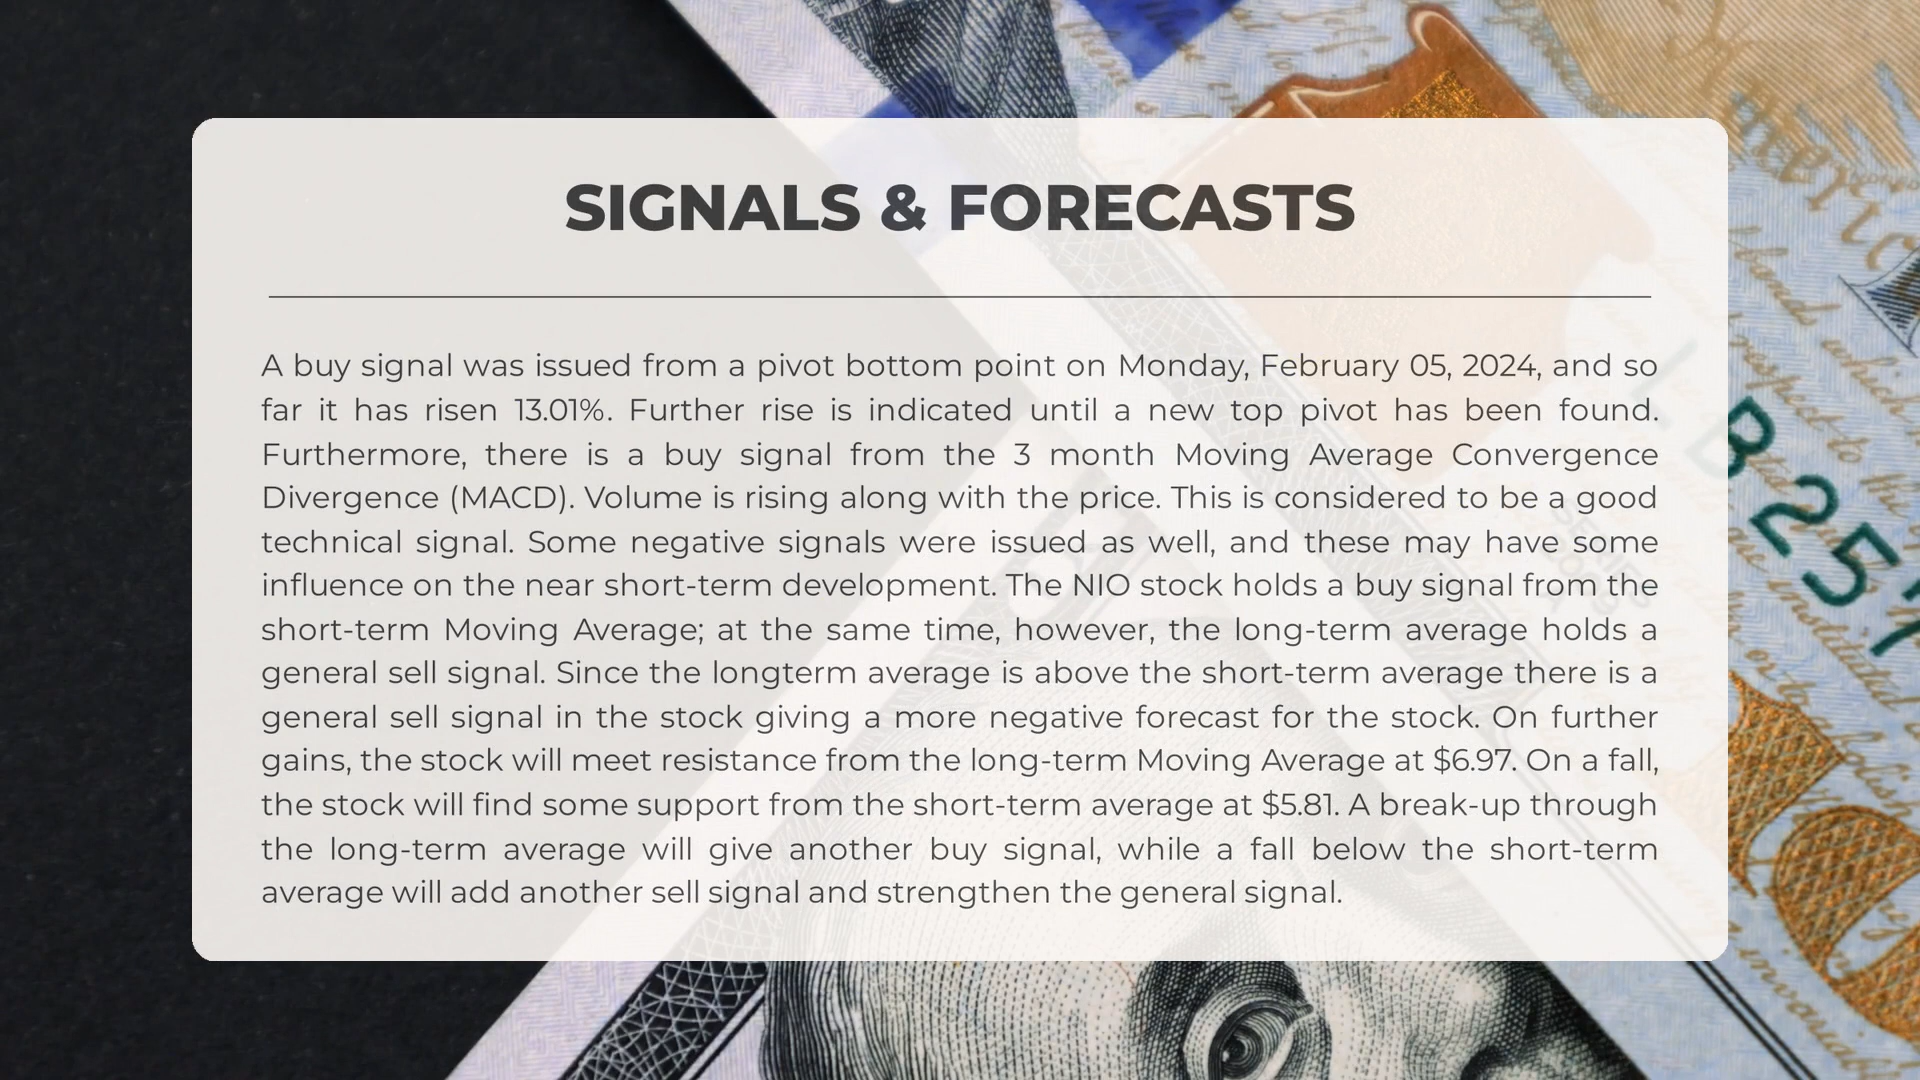 SIGNALS & FORECASTS
A buy signal was issued from a pivot bottom point on Monday, February 05, 2024, and so
far it has risen 13.01%. Further rise is indicated until a new top pivot has been found.
Furthermore, there is a buy signal from the 3 month Moving Average Convergence
Divergence (MACD). Volume is rising along with the price. This is considered to be a good
technical signal. Some negative signals were issued as well, and these may have some
influence on the near short-term development. The NIO stock holds a buy signal from the
short-term Moving Average; at the same time, however, the long-term average holds a
general sell signal. Since the longterm average is above the short-term average there is a
general sell signal in the stock giving a more negative forecast for the stock. On further
gains, the stock will meet resistance from the long-term Moving Average at $6.97. On a fall,
the stock will find some support from the short-term average at $5.81. A break-up through
the long-term average will give another buy signal, while a fall below the short-term
average will add another sell signal and strengthen the general signal.
LB257